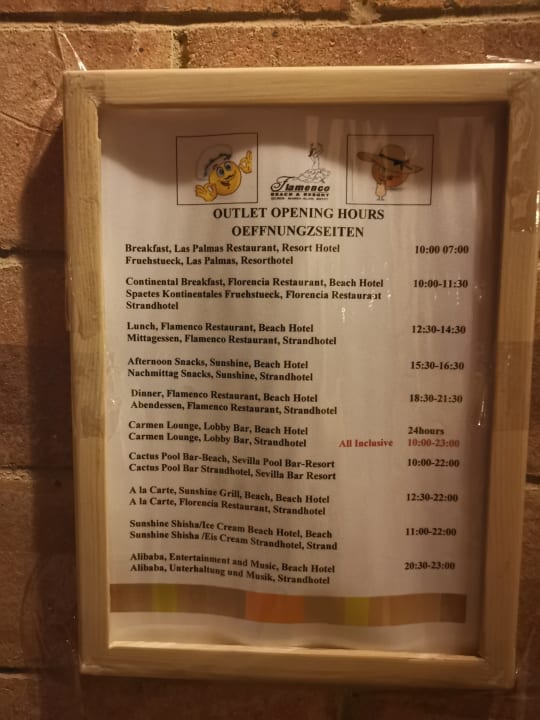 Flamenco
BEACH & RESORT
OUTLET OPENING HOURS
OEFFNUNGZSEITEN
Breakfast, Las Palmas Restaurant, Resort Hotel 10:00 07:00
Fruehstueck, Las Palmas, Resorthotel
Continental Breakfast, Florencia Restaurant, Beach Hotel 10:00-11:30
Spaetes Kontinentales Fruehstueck, Florencia Restaurant
Strandhotel
Lunch, Flamenco Restaurant, Beach Hotel 12:30-14:30
Mittagessen, Flamenco Restaurant, Strandhotel
Afternoon Snacks, Sunshine, Beach Hotel 15:30-16:30
Nachmittag Snacks, Sunshine, Strandhotel
Dinner, Flamenco Restaurant, Beach Hotel 18:30-21:30
Abendessen, Flamenco Restaurant, Strandhotel
Carmen Lounge, Lobby Bar, Beach Hotel 24hours
Carmen Lounge, Lobby Bar, Strandhotel All Inclusive 10:00-23:00
Cactus Pool Bar-Beach, Sevilla Pool Bar-Resort 10:00-22:00
Cactus Pool Bar Strandhotel, Sevilla Bar Resort
A la Carte, Sunshine Grill, Beach, Beach Hotel 12:30-22:00
A la Carte, Florencia Restaurant, Strandhotel
Sunshine Shisha/Ice Cream Beach Hotel, Beach 11:00-22:00
Sunshine Shisha /Eis Cream Strandhotel, Strand
Alibaba, Entertainment and Music, Beach Hotel 20:30-23:00
Alibaba, Unterhaltung und Musik, Strandhotel